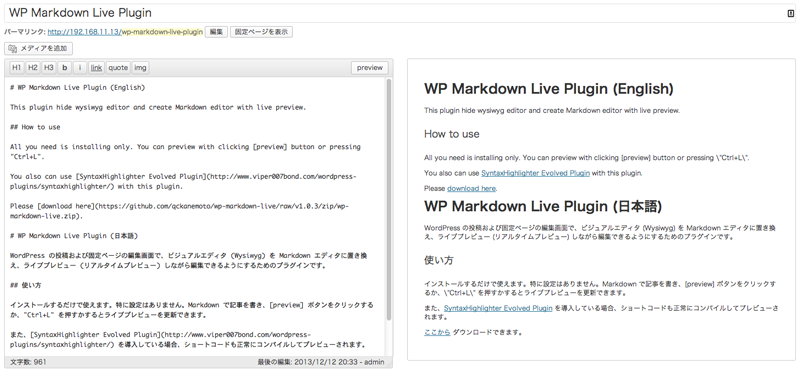 WP Markdown Live Plugin
パーマリンク: http://192.168.11.13/wp-markdown-live-plugin 編集 固定ページを表示
メディアを追加
H1 H2 H3 b i link quote img preview
# WP Markdown Live Plugin (English)
This plugin hide wysiwyg editor and create Markdown editor with live preview.
## How to use
All you need is installing only. You can preview with clicking [preview] button or pressing
"Ctrl+L".
You also can use [SyntaxHighlighter Evolved Plugin](http://www.viper007bond.com/wordpress-
plugins/syntaxhighlighter/) with this plugin.
Please [download here](https://github.com/qckanemoto/wp-markdown-live/raw/v1.0.3/zip/wp-
markdown-live.zip).
# WP Markdown Live Plugin (日本語)
WordPress の投稿および固定ページの編集画面で、ビジュアルエディタ (Wysiwyg) を Markdown エディタに置き換
え、ライブプレビュー (リアルタイムプレビュー) しながら編集できるようにするためのプラグインです。
## 使い方
インストールするだけで使えます。特に設定はありません。Markdown で記事を書き、[preview] ボタンをクリックする
か、"Ctrl+L" を押すかするとライブプレビューを更新できます。
また、[SyntaxHighlighter Evolved Plugin](http://www.viper007bond.com/wordpress-
plugins/syntaxhighlighter/) を導入している場合、ショートコードも正常にコンパイルしてプレビューされます。
文字数: 961 最後の編集: 2013/12/12 20:33 - admin
WP Markdown Live Plugin (English)
This plugin hide wysiwyg editor and create Markdown editor with live preview.
How to use
All you need is installing only. You can preview with clicking [preview] button or pressing \"Ctrl+L\".
You also can use SyntaxHighlighter Evolved Plugin with this plugin.
Please download here.
WP Markdown Live Plugin (日本語)
WordPress の投稿および固定ページの編集画面で、ビジュアルエディタ (Wysiwyg) を Markdown エディタに置き換
え、ライブプレビュー (リアルタイムプレビュー) しながら編集できるようにするためのプラグインです。
使い方
インストールするだけで使えます。特に設定はありません。Markdown で記事を書き、[preview] ボタンをクリックす
るか、\"Ctrl+L\" を押すかするとライブプレビューを更新できます。
また、SyntaxHighlighter Evolved Plugin を導入している場合、ショートコードも正常にコンパイルしてプレビューさ
れます。
ここから ダウンロードできます。